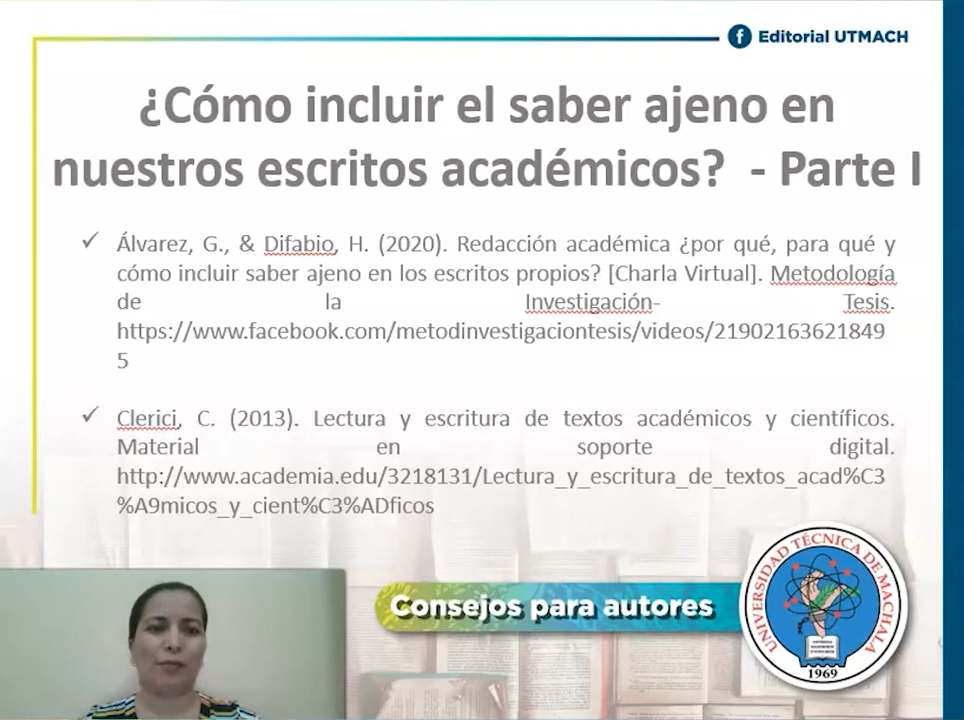 Editorial UTMACH
¿Cómo incluir el saber ajeno en
nuestros escritos académicos? - Parte I
Álvarez, G., & Difabio, H. (2020). Redacción académica ¿por qué, para qué y
cómo incluir saber ajeno en los escritos propios? [Charla Virtual]. Metodología
de la Investigación- Tesis.
https://www.facebook.com/metodinvestigaciontesis/videos/21902163621849
5
Clerici, C. (2013). Lectura y escritura de textos académicos y científicos.
Material en soporte digital.
http://www.academia.edu/3218131/Lectura_y_escritura_de_textos_acad%C3
%A9micos_y_cient%C3%ADficos
Consejos para autores
UNIVERSIDAD TÉCNICA DE MACHALA
1969